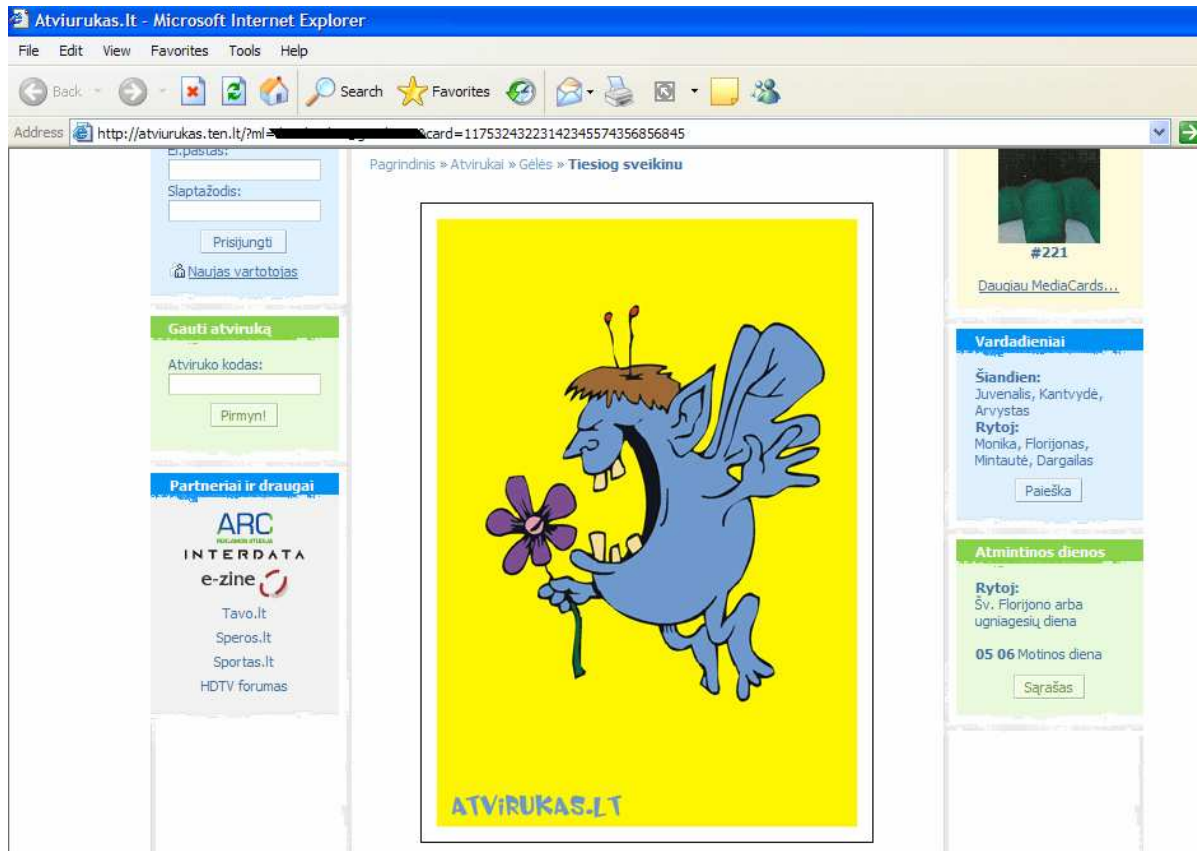 Atviurukas.lt - Microsoft Internet Explorer
File Edit View Favorites Tools Help
Back Search Favorites
Address http://atviurukas.ten.lt/?ml= &card=117532432231423455743568568​45
El.paštas:
Slaptažodis:
Prisijungti
Naujas vartotojas
Gauti atviruką
Atviruko kodas:
Pirmyn!
Partneriai ir draugai
ARC
REKLAMOS STUDIJA
INTERDATA
e-zine
Tavo.lt
Speros.lt
Sportas.lt
HDTV forumas
Pagrindinis » Atvirukai » Gėlės » Tiesiog sveikinu
ATViRUKAS.LT
#221
Daugiau MediaCards...
Vardadieniai
Šiandien:
Juvenalis, Kantvydė,
Arvystas
Rytoj:
Monika, Florijonas,
Mintautė, Dargailas
Paieška
Atmintinos dienos
Rytoj:
Šv. Florijono arba
ugniagesių diena
05 06 Motinos diena
Sąrašas